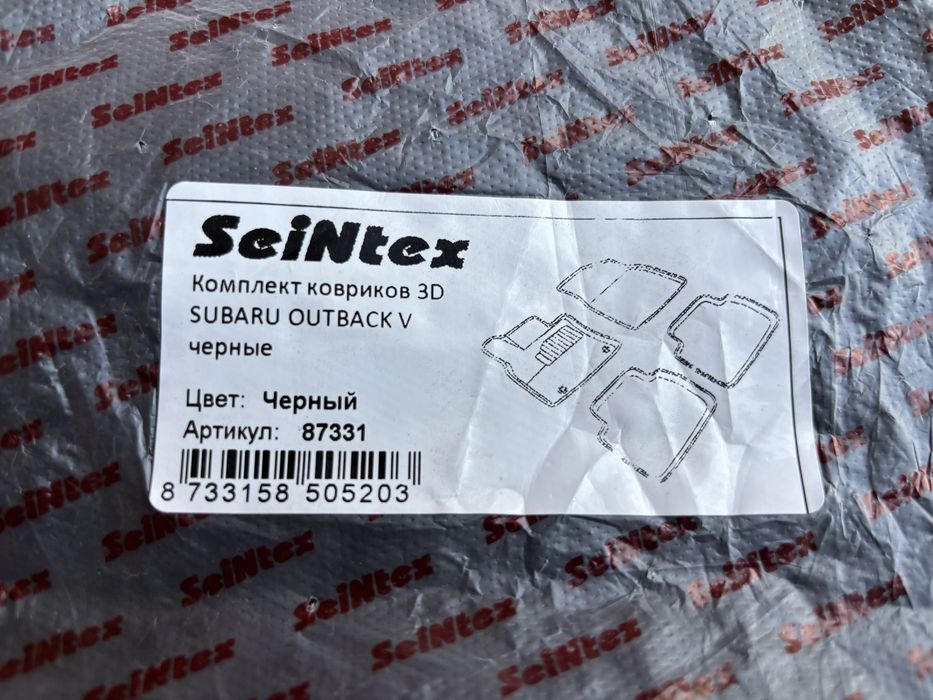 SeiNtex
Комплект ковриков 3D
SUBARU OUTBACK V
черные
Цвет: Черный
Артикул: 87331
8 733158 505203